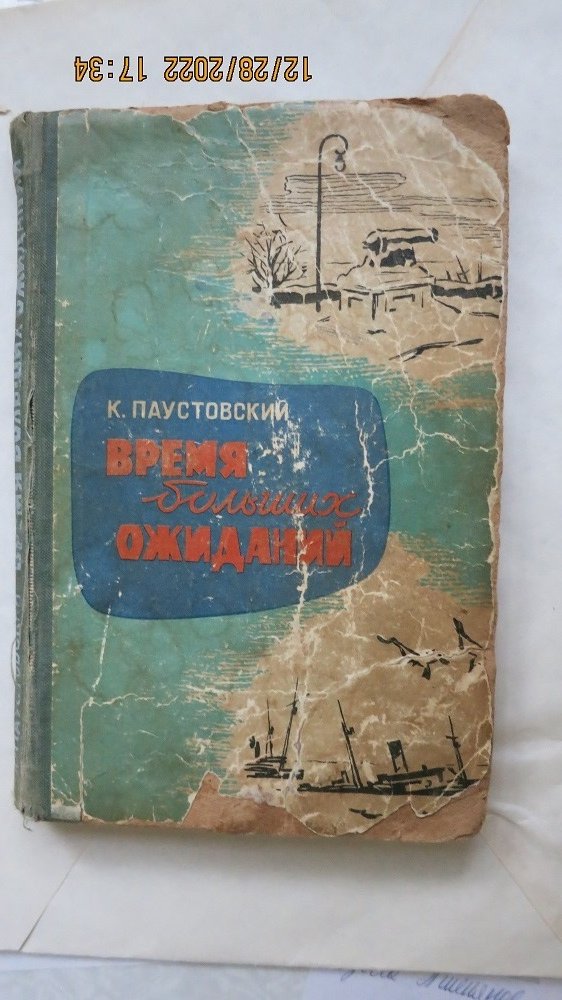 12/28/2022 17:34
К. ПАУСТОВСКИЙ
ВРЕМЯ
больших
ОЖИДАНИЙ